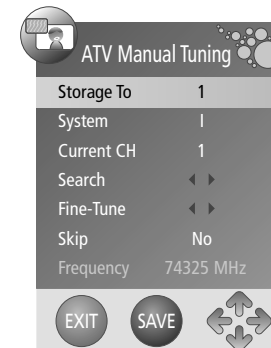 ATV Manual Tuning
Storage To 1
System I
Current CH 1
Search
Fine-Tune
Skip No
Frequency 74325 MHz
EXIT SAVE